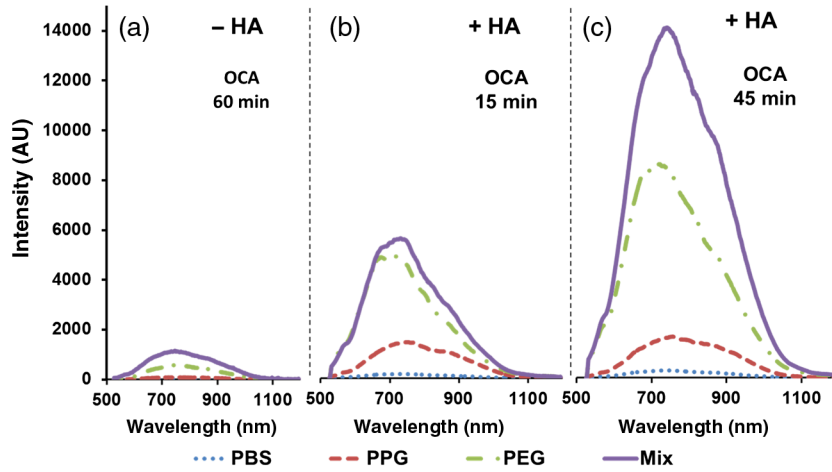 (a) – HA
OCA
60 min
(b) + HA
OCA
15 min
(c) + HA
OCA
45 min
Intensity (AU)
14000
12000
10000
8000
6000
4000
2000
0
500 700 900 1100
500 700 900 1100
500 700 900 1100
Wavelength (nm) Wavelength (nm) Wavelength (nm)
PBS PPG PEG Mix